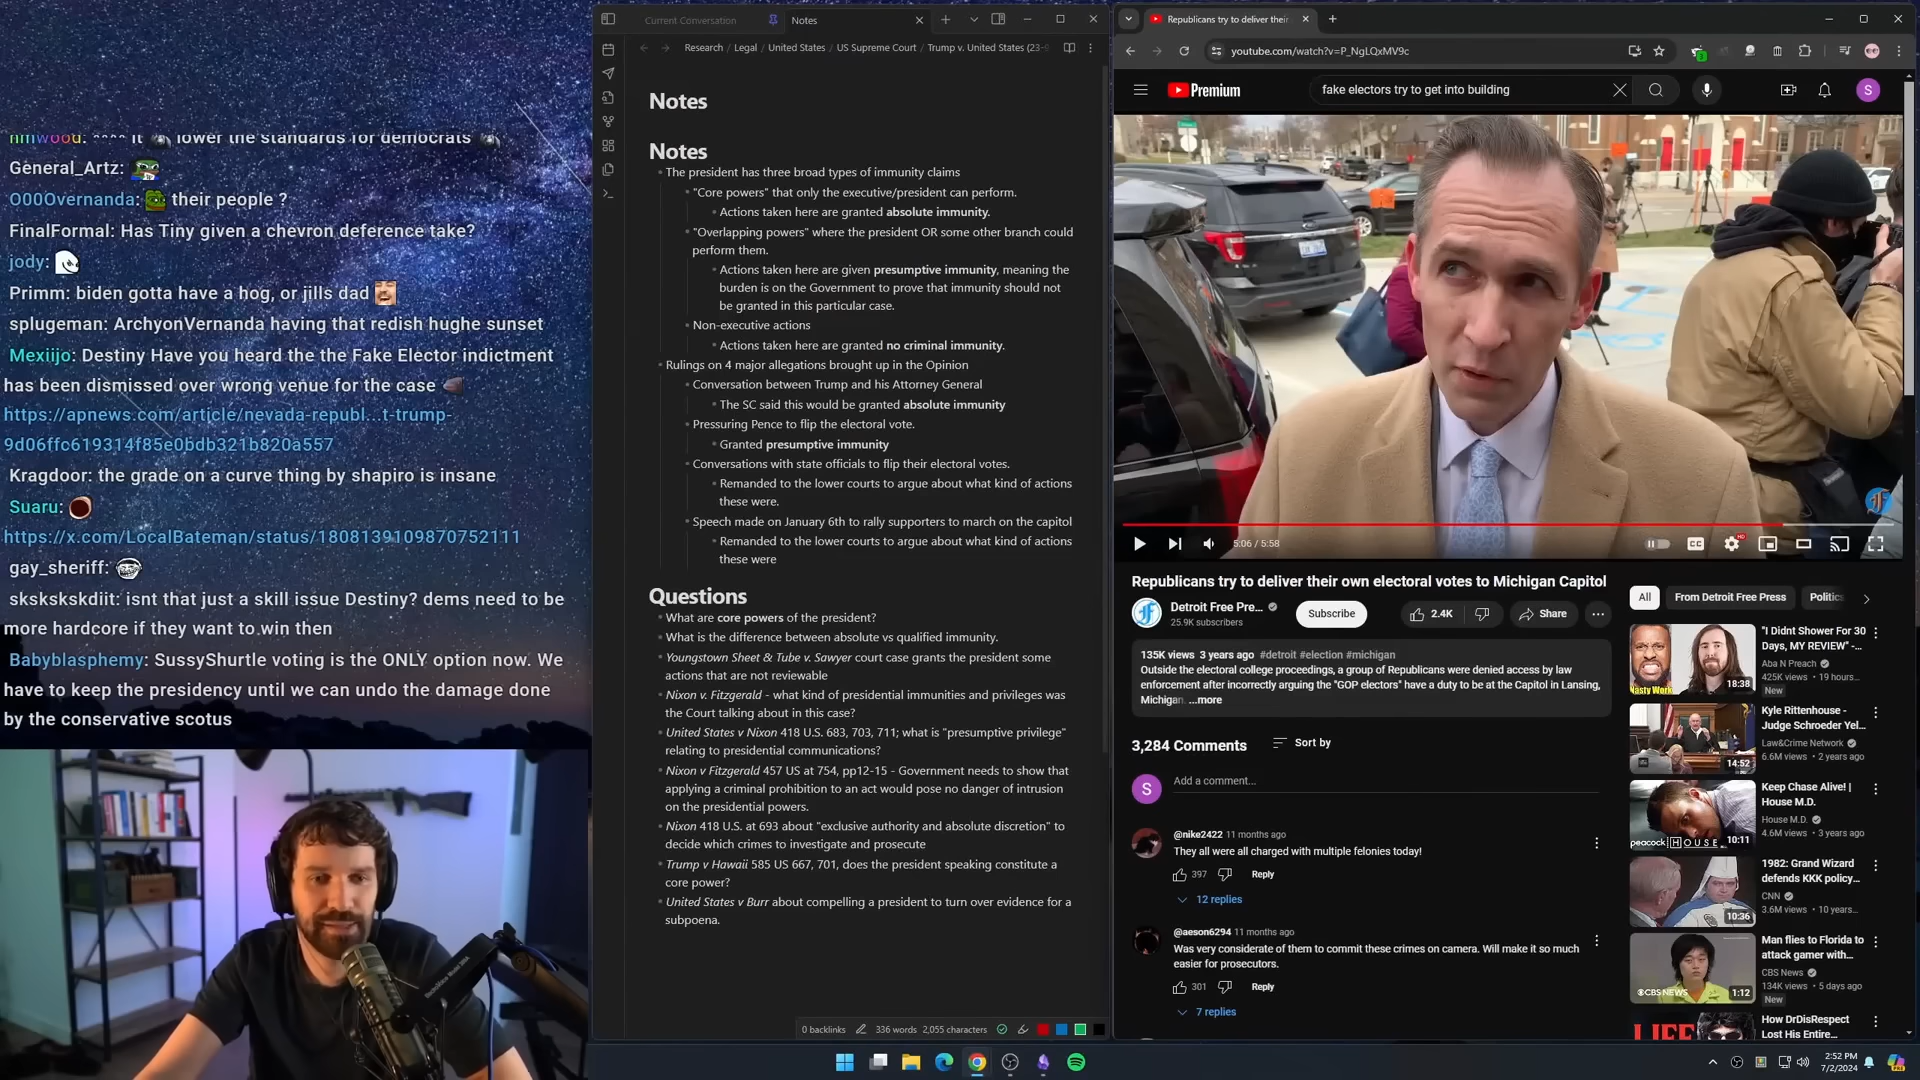 nmwood: ^^^^ it lower the standards for democrats
General_Artz:
O00Overnanda: their people ?
FinalFormal: Has Tiny given a chevron deference take?
jody:
Primm: biden gotta have a hog, or jills dad
splugeman: ArchyonVernanda having that redish hughe sunset
Mexiijo: Destiny Have you heard the the Fake Elector indictment
has been dismissed over wrong venue for the case
https://apnews.com/article/nevada-republ...t-trump-
9d06ffc619314f85e0bdb321b820a557
Kragdoor: the grade on a curve thing by shapiro is insane
Suaru:
https://x.com/LocalBateman/status/1808139109870752111
gay_sheriff:
sksksksksdiit: isnt that just a skill issue Destiny? dems need to be
more hardcore if they want to win then
Babyblasphemy: SussyShurtle voting is the ONLY option now. We
have to keep the presidency until we can undo the damage done
by the conservative scotus
Current Conversation
Notes
Research / Legal / United States / US Supreme Court / Trump v. United States (23-9
Notes
Notes
The president has three broad types of immunity claims
"Core powers" that only the executive/president can perform.
Actions taken here are granted absolute immunity.
"Overlapping powers" where the president OR some other branch could
perform them.
Actions taken here are given presumptive immunity, meaning the
burden is on the Government to prove that immunity should not
be granted in this particular case.
Non-executive actions
Actions taken here are granted no criminal immunity.
Rulings on 4 major allegations brought up in the Opinion
Conversation between Trump and his Attorney General
The SC said this would be granted absolute immunity
Pressuring Pence to flip the electoral vote.
Granted presumptive immunity
Conversations with state officials to flip their electoral votes.
Remanded to the lower courts to argue about what kind of actions
these were.
Speech made on January 6th to rally supporters to march on the capitol
Remanded to the lower courts to argue about what kind of actions
these were
Questions
What are core powers of the president?
What is the difference between absolute vs qualified immunity.
Youngstown Sheet & Tube v. Sawyer court case grants the president some
actions that are not reviewable
Nixon v. Fitzgerald - what kind of presidential immunities and privileges was
the Court talking about in this case?
United States v Nixon 418 U.S. 683, 703, 711; what is "presumptive privilege"
relating to presidential communications?
Nixon v Fitzgerald 457 US at 754, pp12-15 - Government needs to show that
applying a criminal prohibition to an act would pose no danger of intrusion
on the presidential powers.
Nixon 418 U.S. at 693 about "exclusive authority and absolute discretion" to
decide which crimes to investigate and prosecute
Trump v Hawaii 585 US 667, 701, does the president speaking constitute a
core power?
United States v Burr about compelling a president to turn over evidence for a
subpoena.
0 backlinks
336 words
2,055 characters
Republicans try to deliver their
youtube.com/watch?v=P_NgLQxMV9c
Premium
fake electors try to get into building
S
5:06 / 5:58
CC
HD
Republicans try to deliver their own electoral votes to Michigan Capitol
Detroit Free Pre...
25.9K subscribers
Subscribe
2.4K
Share
135K views 3 years ago #detroit #election #michigan
Outside the electoral college proceedings, a group of Republicans were denied access by law
enforcement after incorrectly arguing the "GOP electors" have a duty to be at the Capitol in Lansing,
Michigan. ...more
3,284 Comments
Sort by
S
Add a comment...
@nike2422 11 months ago
They all were all charged with multiple felonies today!
397
Reply
12 replies
@aeson6294 11 months ago
Was very considerate of them to commit these crimes on camera. Will make it so much
easier for prosecutors.
301
Reply
7 replies
All
From Detroit Free Press
Politics
Nasty Work
18:38
"I Didnt Shower For 30
Days, MY REVIEW" -...
Aba N Preach
425K views • 19 hours...
New
14:52
Kyle Rittenhouse -
Judge Schroeder Yel...
Law&Crime Network
6.6M views • 2 years ago
peacock HOUSE
10:11
Keep Chase Alive! |
House M.D.
House M.D.
4.6M views • 3 years ago
10:36
1982: Grand Wizard
defends KKK policy...
CNN
3.6M views • 10 years...
CBS NEWS
1:12
Man flies to Florida to
attack gamer with...
CBS News
134K views • 5 days ago
New
LIFE
How DrDisRespect
Lost His Entire...
2:52 PM
7/2/2024